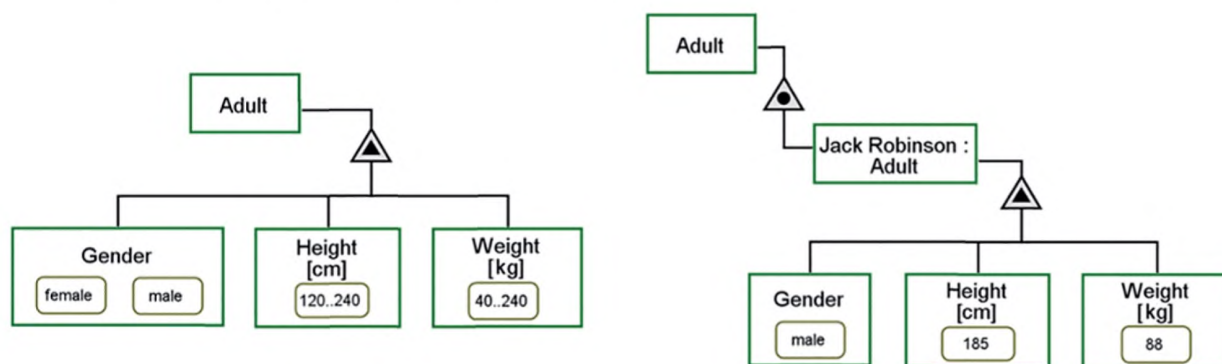 Adult
Gender
female
male
Height
[cm]
120..240
Weight
[kg]
40..240
Adult
Jack Robinson :
Adult
Gender
male
Height
[cm]
185
Weight
[kg]
88